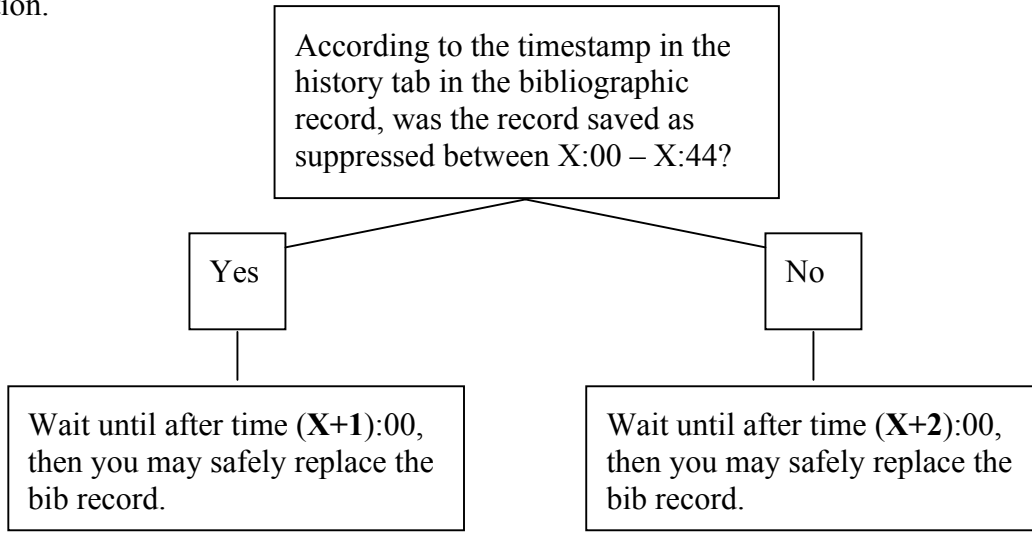 According to the timestamp in the
history tab in the bibliographic
record, was the record saved as
suppressed between X:00 – X:44?
Yes
No
Wait until after time (X+1):00,
then you may safely replace the
bib record.
Wait until after time (X+2):00,
then you may safely replace the
bib record.